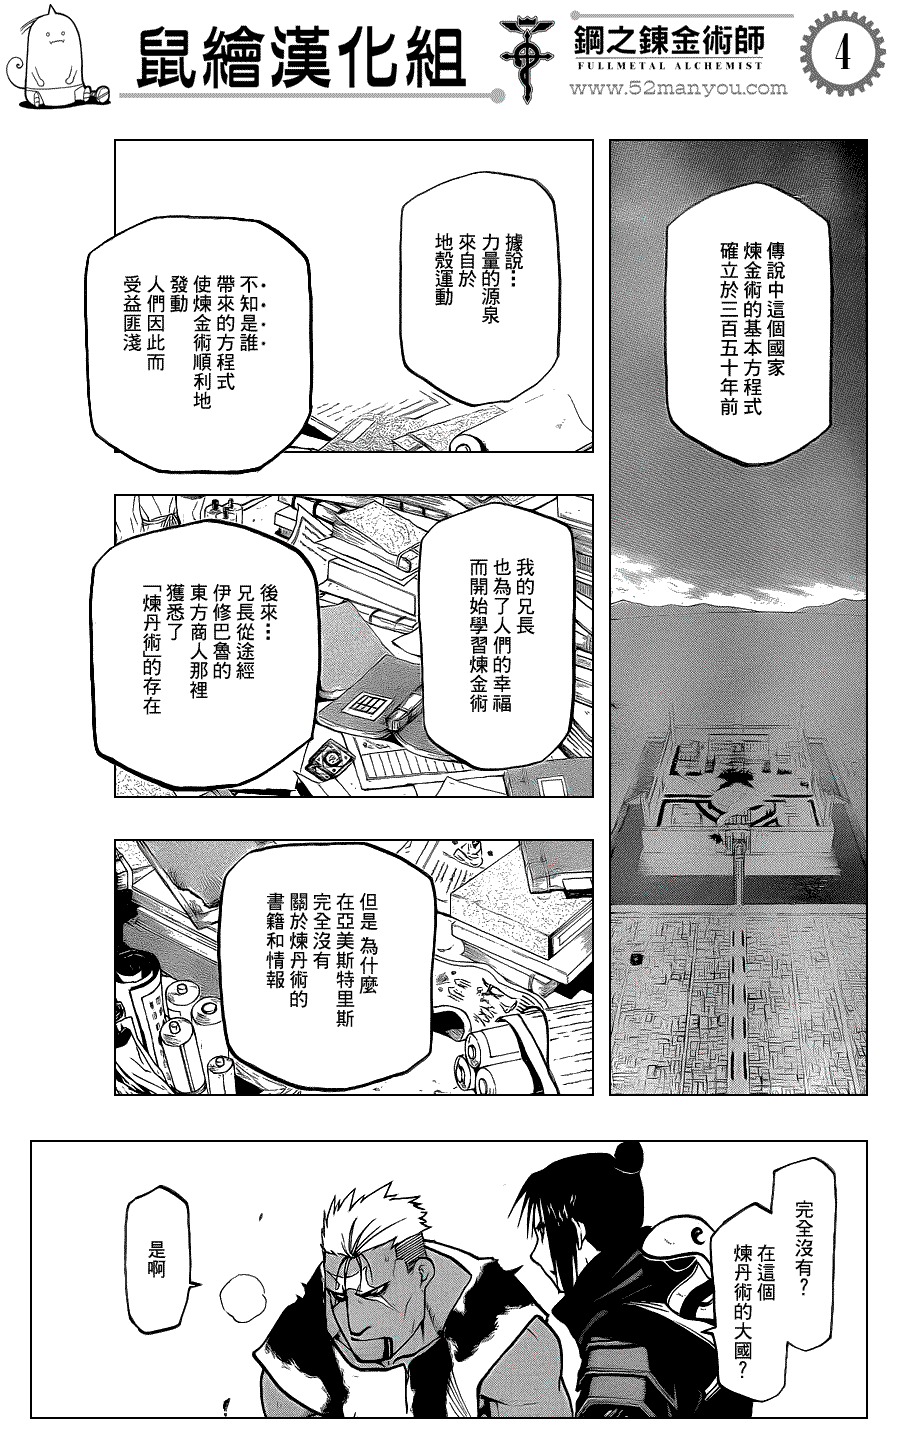 鼠繪漢化組
鋼之鍊金術師
FULLMETAL ALCHEMIST
www.52manyou.com
4
傳說中這個國家
煉金術的基本方程式
確立於三百五十年前
據說…
力量的源泉
來自於
地殼運動
不知是誰
帶來的方程式
使煉金術順利地
發動
人們因此而
受益匪淺
我的兄長
也為了人們的幸福
而開始學習煉金術
後來…
兄長從途經
伊修巴魯的
東方商人那裡
獲悉了
「煉丹術」的存在
但是 為什麼
在亞美斯特里斯
完全沒有
關於煉丹術的
書籍和情報
完全沒有？
在這個
煉丹術的大國？
是啊